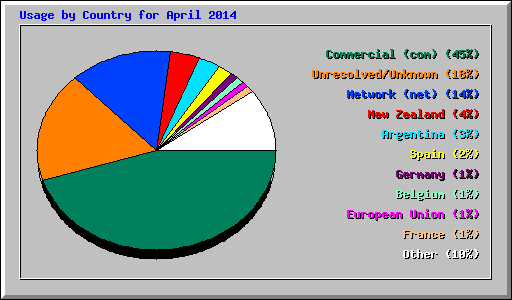 Usage by Country for April 2014
Commercial (com) (45%)
Unresolved/Unknown (18%)
Network (net) (14%)
New Zealand (4%)
Argentina (3%)
Spain (2%)
Germany (1%)
Belgium (1%)
European Union (1%)
France (1%)
Other (10%)